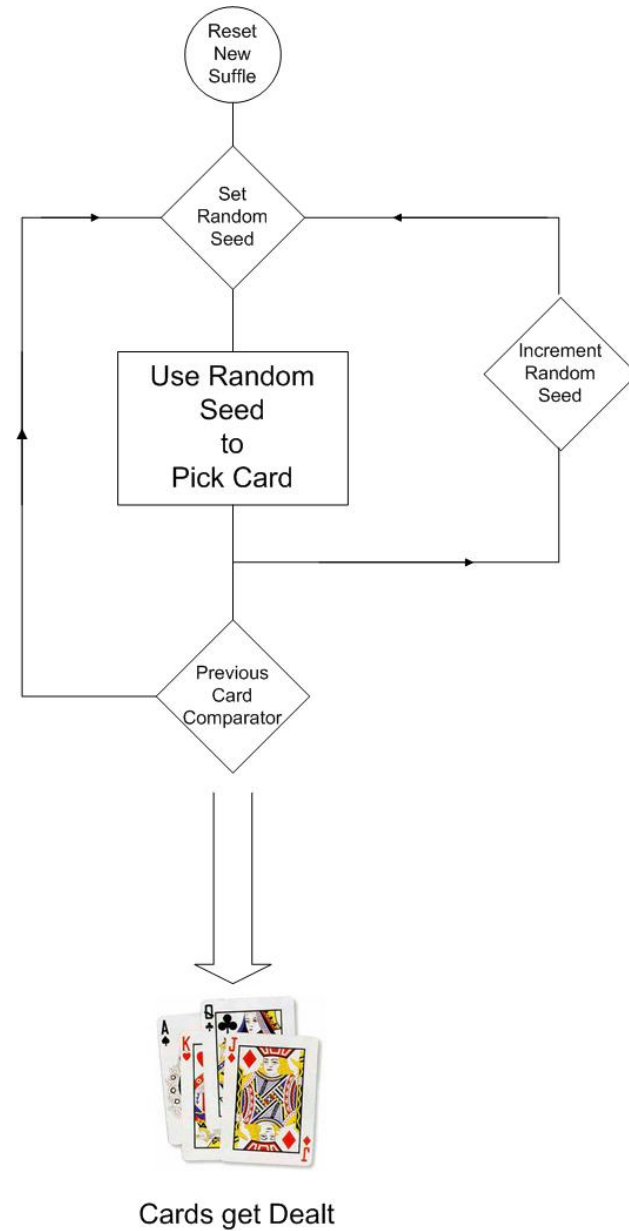 Reset
New
Suffle
Set
Random
Seed
Use Random
Seed
to
Pick Card
Increment
Random
Seed
Previous
Card
Comparator
A
K
Q
J
J
Cards get Dealt